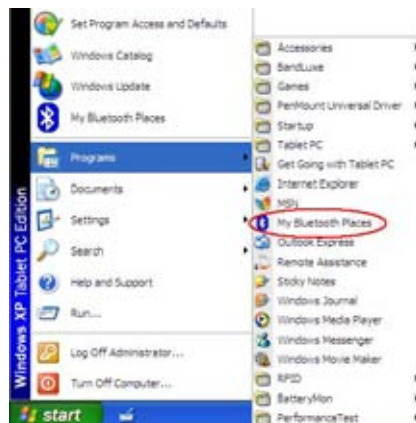 Set Program Access and Defaults
Windows Catalog
Windows Update
My Bluetooth Places
Programs
Documents
Settings
Search
Help and Support
Run...
Log Off Administrator...
Turn Off Computer...
Windows XP Tablet PC Edition
start
Accessories
BandLuxe
Games
PenMount Universal Driver
Startup
Tablet PC
Get Going with Tablet PC
Internet Explorer
MSN
My Bluetooth Places
Outlook Express
Remote Assistance
Sticky Notes
Windows Journal
Windows Media Player
Windows Messenger
Windows Movie Maker
RFID
BatteryMon
PerformanceTest